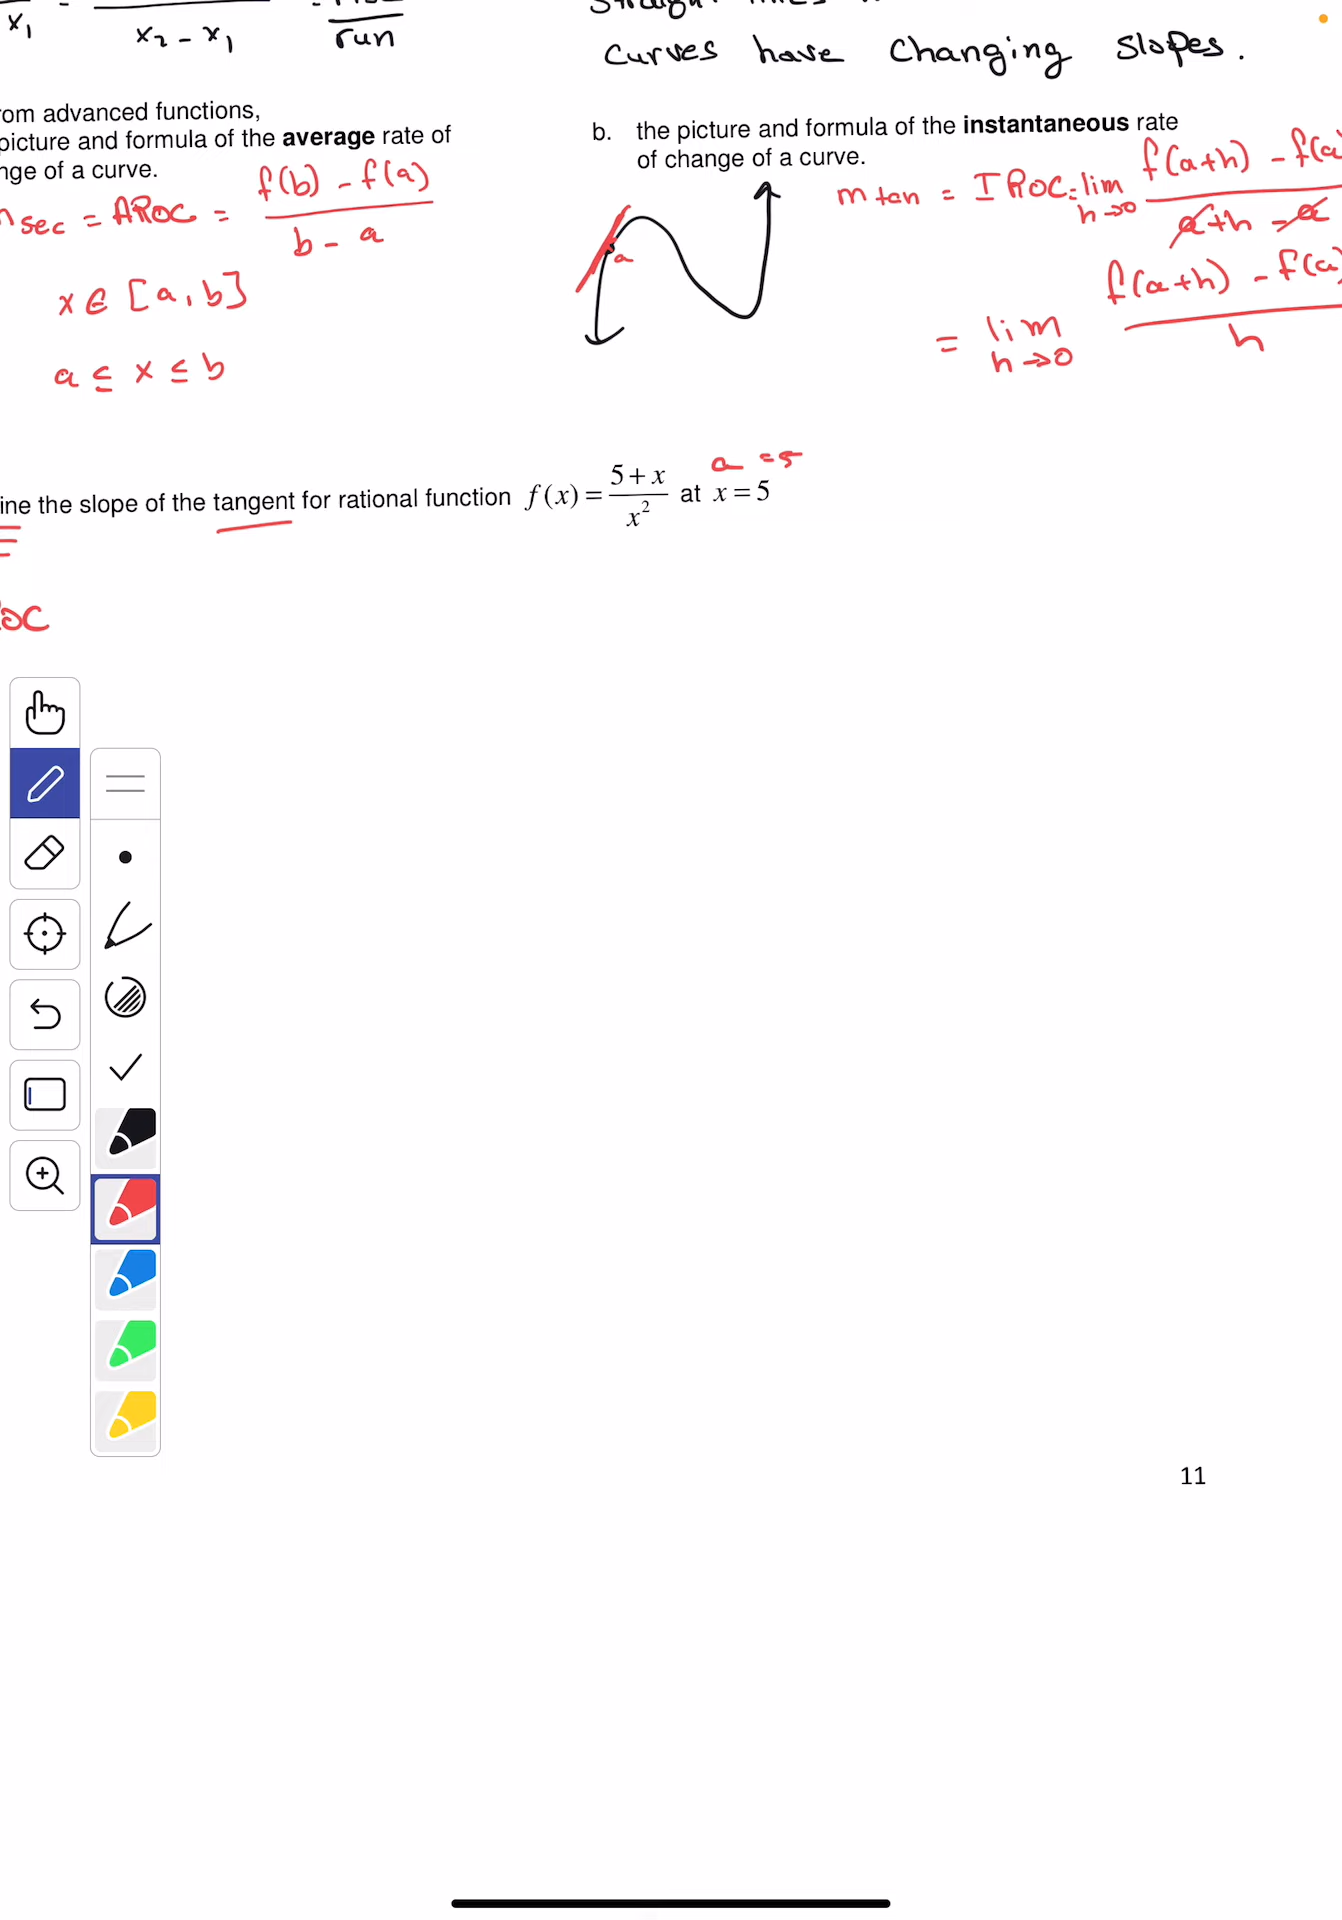 x₁ x₂ - x₁ run
curves have changing slopes.
rom advanced functions,
picture and formula of the average rate of
nge of a curve.
m sec = AROC = f(b) - f(a) / b - a
x ∈ [a, b]
a ≤ x ≤ b
b. the picture and formula of the instantaneous rate
of change of a curve.
m tan = IROC = lim h→0 f(a+h) - f(a / a+h - a
a
= lim h→0 f(a+h) - f(a) / h
a = 5
ine the slope of the tangent for rational function f(x) = 5+x / x² at x = 5
OC
11